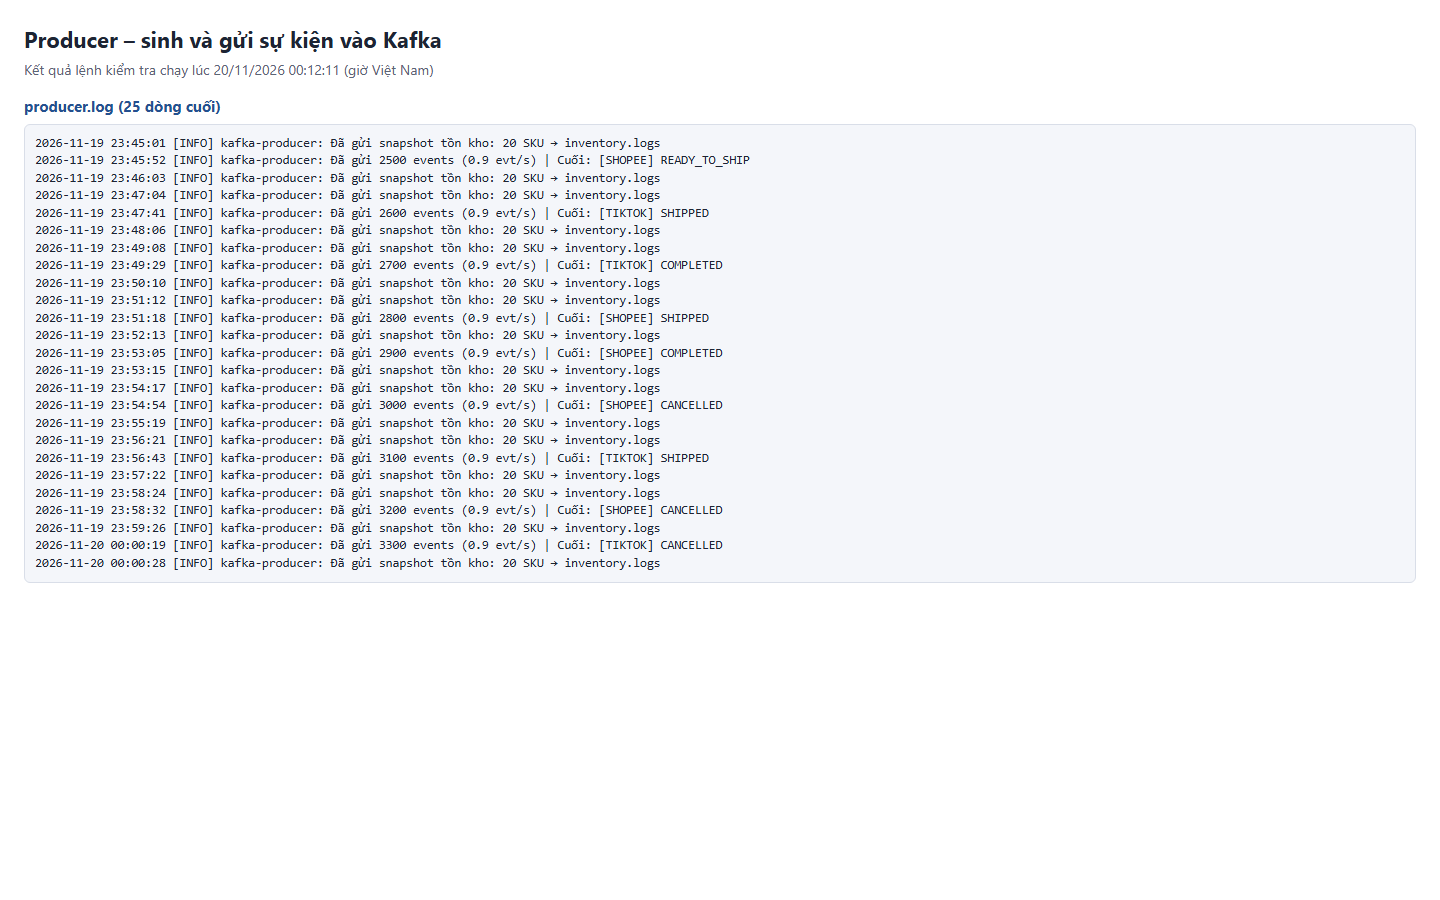 Producer – sinh và gửi sự kiện vào Kafka
Kết quả lệnh kiểm tra chạy lúc 20/11/2026 00:12:11 (giờ Việt Nam)
producer.log (25 dòng cuối)
2026-11-19 23:45:01 [INFO] kafka-producer: Đã gửi snapshot tồn kho: 20 SKU → inventory.logs
2026-11-19 23:45:52 [INFO] kafka-producer: Đã gửi 2500 events (0.9 evt/s) | Cuối: [SHOPEE] READY_TO_SHIP
2026-11-19 23:46:03 [INFO] kafka-producer: Đã gửi snapshot tồn kho: 20 SKU → inventory.logs
2026-11-19 23:47:04 [INFO] kafka-producer: Đã gửi snapshot tồn kho: 20 SKU → inventory.logs
2026-11-19 23:47:41 [INFO] kafka-producer: Đã gửi 2600 events (0.9 evt/s) | Cuối: [TIKTOK] SHIPPED
2026-11-19 23:48:06 [INFO] kafka-producer: Đã gửi snapshot tồn kho: 20 SKU → inventory.logs
2026-11-19 23:49:08 [INFO] kafka-producer: Đã gửi snapshot tồn kho: 20 SKU → inventory.logs
2026-11-19 23:49:29 [INFO] kafka-producer: Đã gửi 2700 events (0.9 evt/s) | Cuối: [TIKTOK] COMPLETED
2026-11-19 23:50:10 [INFO] kafka-producer: Đã gửi snapshot tồn kho: 20 SKU → inventory.logs
2026-11-19 23:51:12 [INFO] kafka-producer: Đã gửi snapshot tồn kho: 20 SKU → inventory.logs
2026-11-19 23:51:18 [INFO] kafka-producer: Đã gửi 2800 events (0.9 evt/s) | Cuối: [SHOPEE] SHIPPED
2026-11-19 23:52:13 [INFO] kafka-producer: Đã gửi snapshot tồn kho: 20 SKU → inventory.logs
2026-11-19 23:53:05 [INFO] kafka-producer: Đã gửi 2900 events (0.9 evt/s) | Cuối: [SHOPEE] COMPLETED
2026-11-19 23:53:15 [INFO] kafka-producer: Đã gửi snapshot tồn kho: 20 SKU → inventory.logs
2026-11-19 23:54:17 [INFO] kafka-producer: Đã gửi snapshot tồn kho: 20 SKU → inventory.logs
2026-11-19 23:54:54 [INFO] kafka-producer: Đã gửi 3000 events (0.9 evt/s) | Cuối: [SHOPEE] CANCELLED
2026-11-19 23:55:19 [INFO] kafka-producer: Đã gửi snapshot tồn kho: 20 SKU → inventory.logs
2026-11-19 23:56:21 [INFO] kafka-producer: Đã gửi snapshot tồn kho: 20 SKU → inventory.logs
2026-11-19 23:56:43 [INFO] kafka-producer: Đã gửi 3100 events (0.9 evt/s) | Cuối: [TIKTOK] SHIPPED
2026-11-19 23:57:22 [INFO] kafka-producer: Đã gửi snapshot tồn kho: 20 SKU → inventory.logs
2026-11-19 23:58:24 [INFO] kafka-producer: Đã gửi snapshot tồn kho: 20 SKU → inventory.logs
2026-11-19 23:58:32 [INFO] kafka-producer: Đã gửi 3200 events (0.9 evt/s) | Cuối: [SHOPEE] CANCELLED
2026-11-19 23:59:26 [INFO] kafka-producer: Đã gửi snapshot tồn kho: 20 SKU → inventory.logs
2026-11-20 00:00:19 [INFO] kafka-producer: Đã gửi 3300 events (0.9 evt/s) | Cuối: [TIKTOK] CANCELLED
2026-11-20 00:00:28 [INFO] kafka-producer: Đã gửi snapshot tồn kho: 20 SKU → inventory.logs